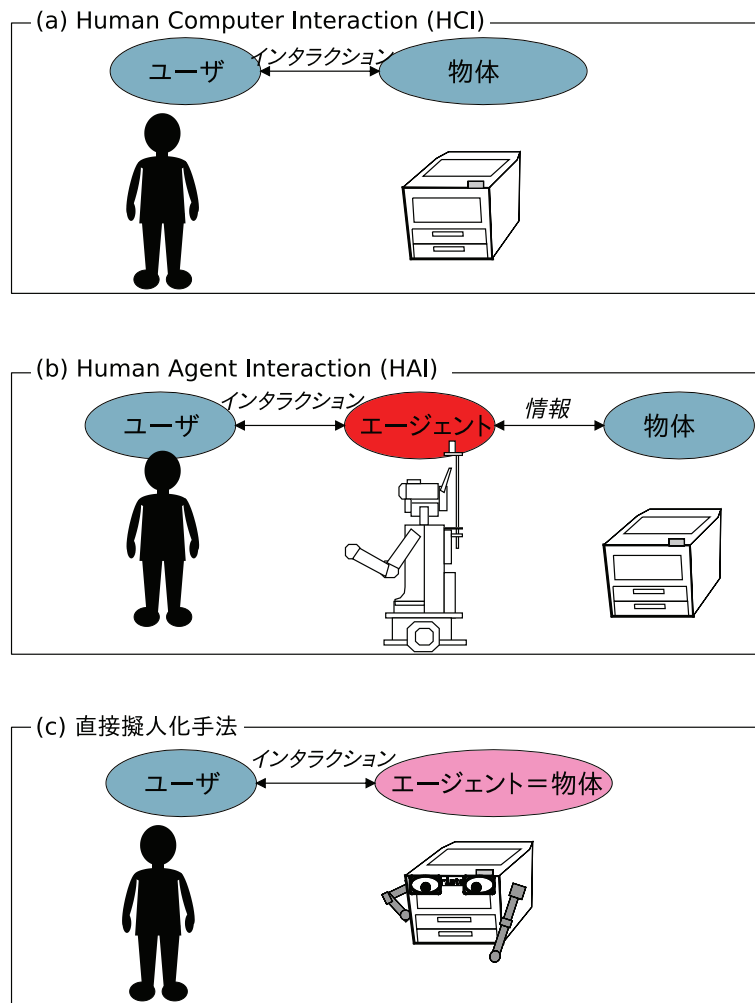 (a) Human Computer Interaction (HCI)
インタラクション
ユーザ
物体
(b) Human Agent Interaction (HAI)
インタラクション
情報
ユーザ
エージェント
物体
(c) 直接擬人化手法
インタラクション
ユーザ
エージェント＝物体